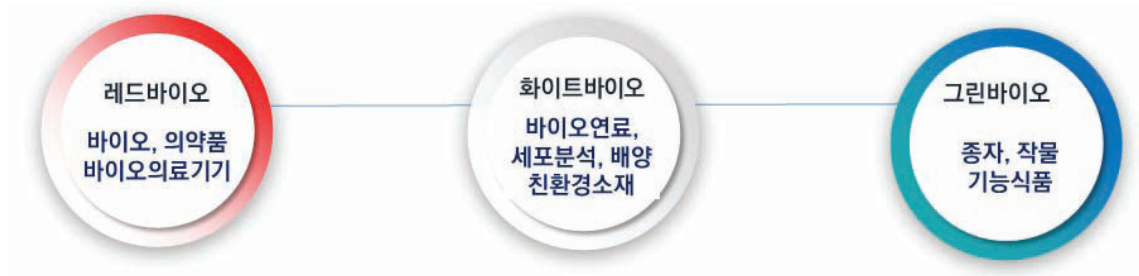 레드바이오
바이오, 의약품
바이오의료기기
화이트바이오
바이오연료,
세포분석, 배양
친환경소재
그린바이오
종자, 작물
기능식품